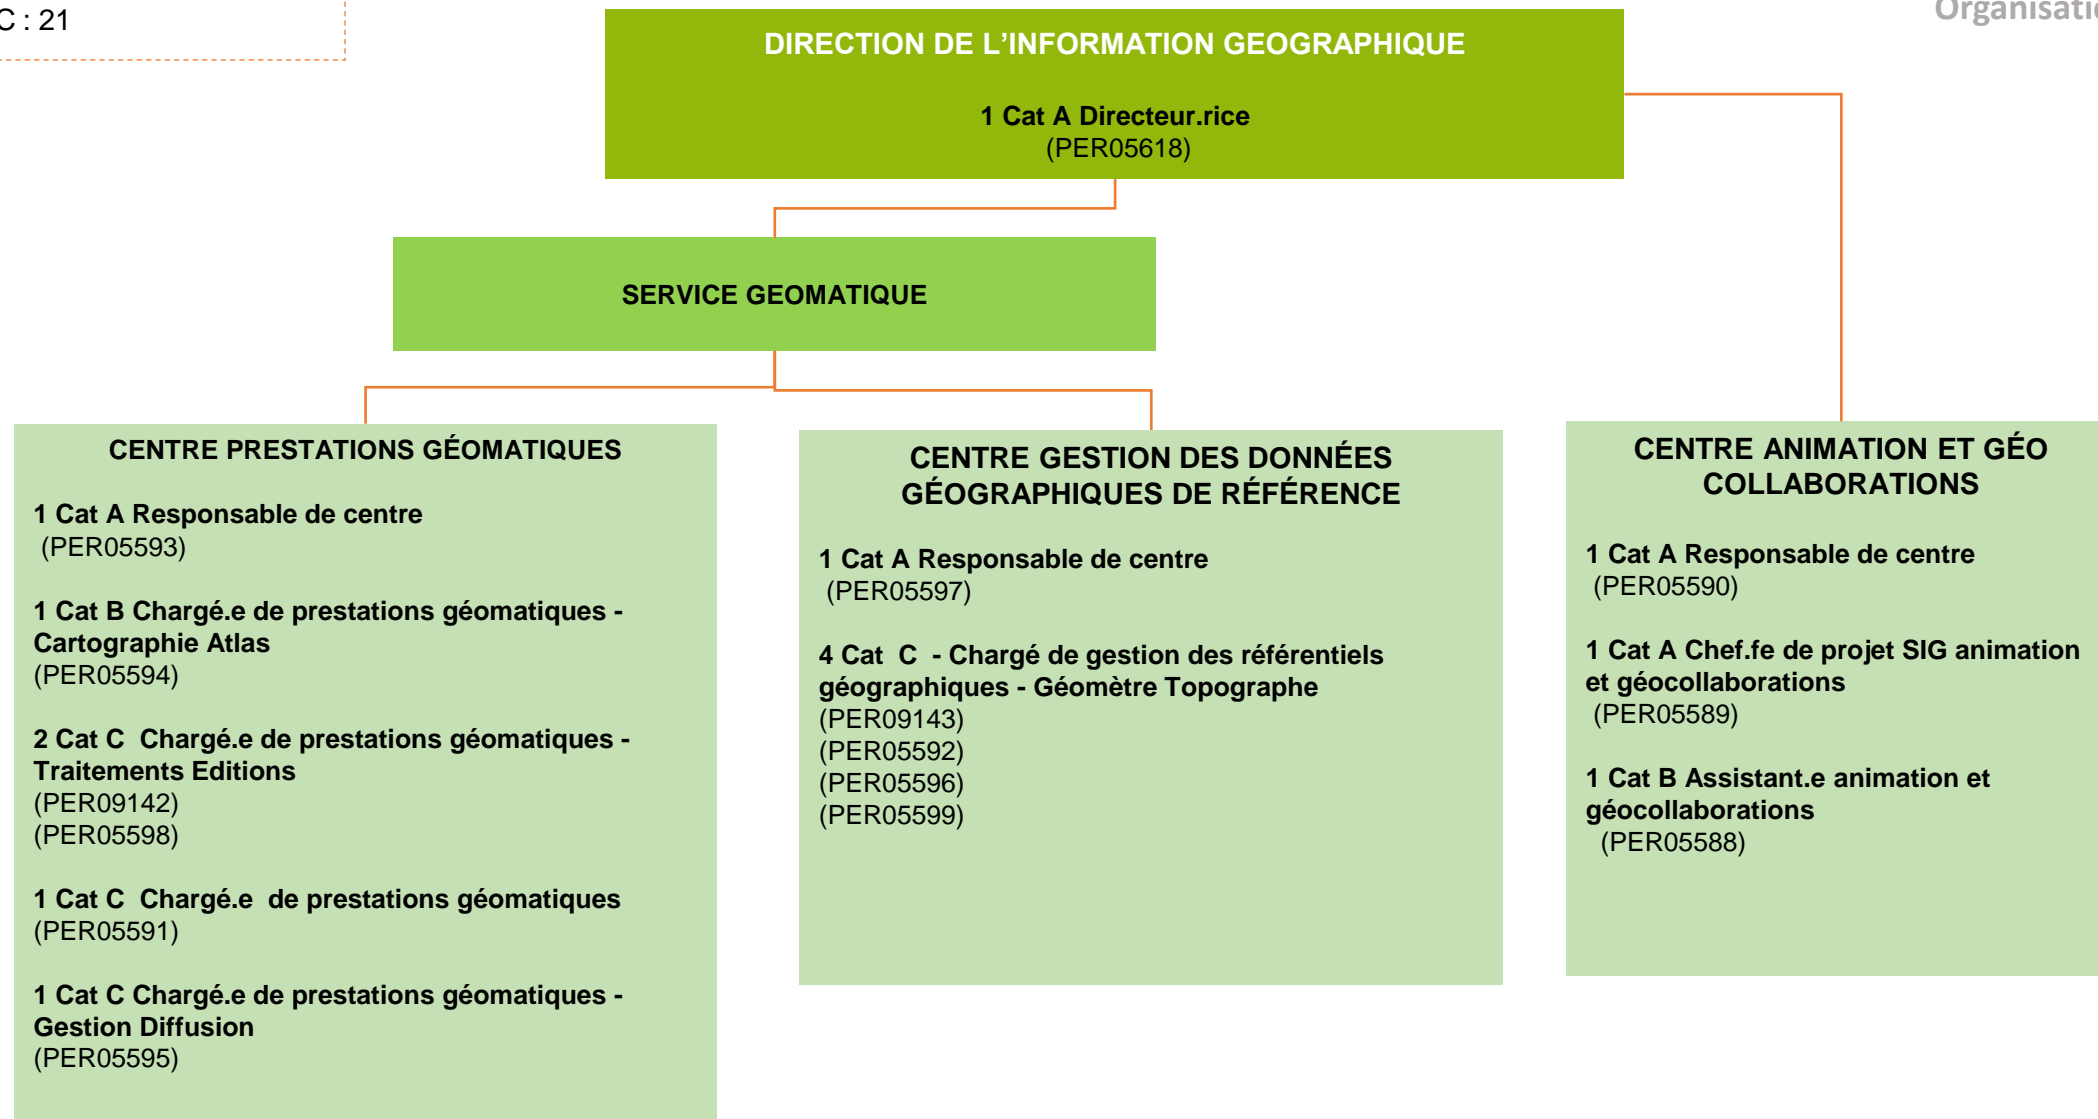 C : 21
DIRECTION DE L’INFORMATION GEOGRAPHIQUE
1 Cat A Directeur.rice
(PER05618)
SERVICE GEOMATIQUE
CENTRE PRESTATIONS GÉOMATIQUES
1 Cat A Responsable de centre
(PER05593)
1 Cat B Chargé.e de prestations géomatiques -
Cartographie Atlas
(PER05594)
2 Cat C  Chargé.e de prestations géomatiques -
Traitements Editions
(PER09142)
(PER05598)
1 Cat C  Chargé.e  de prestations géomatiques
(PER05591)
1 Cat C Chargé.e de prestations géomatiques -
Gestion Diffusion
(PER05595)
CENTRE GESTION DES DONNÉES
GÉOGRAPHIQUES DE RÉFÉRENCE
1 Cat A Responsable de centre
(PER05597)
4 Cat  C  - Chargé de gestion des référentiels
géographiques - Géomètre Topographe
(PER09143)
(PER05592)
(PER05596)
(PER05599)
CENTRE ANIMATION ET GÉO
COLLABORATIONS
1 Cat A Responsable de centre
(PER05590)
1 Cat A Chef.fe de projet SIG animation
et géocollaborations
(PER05589)
1 Cat B Assistant.e animation et
géocollaborations
(PER05588)